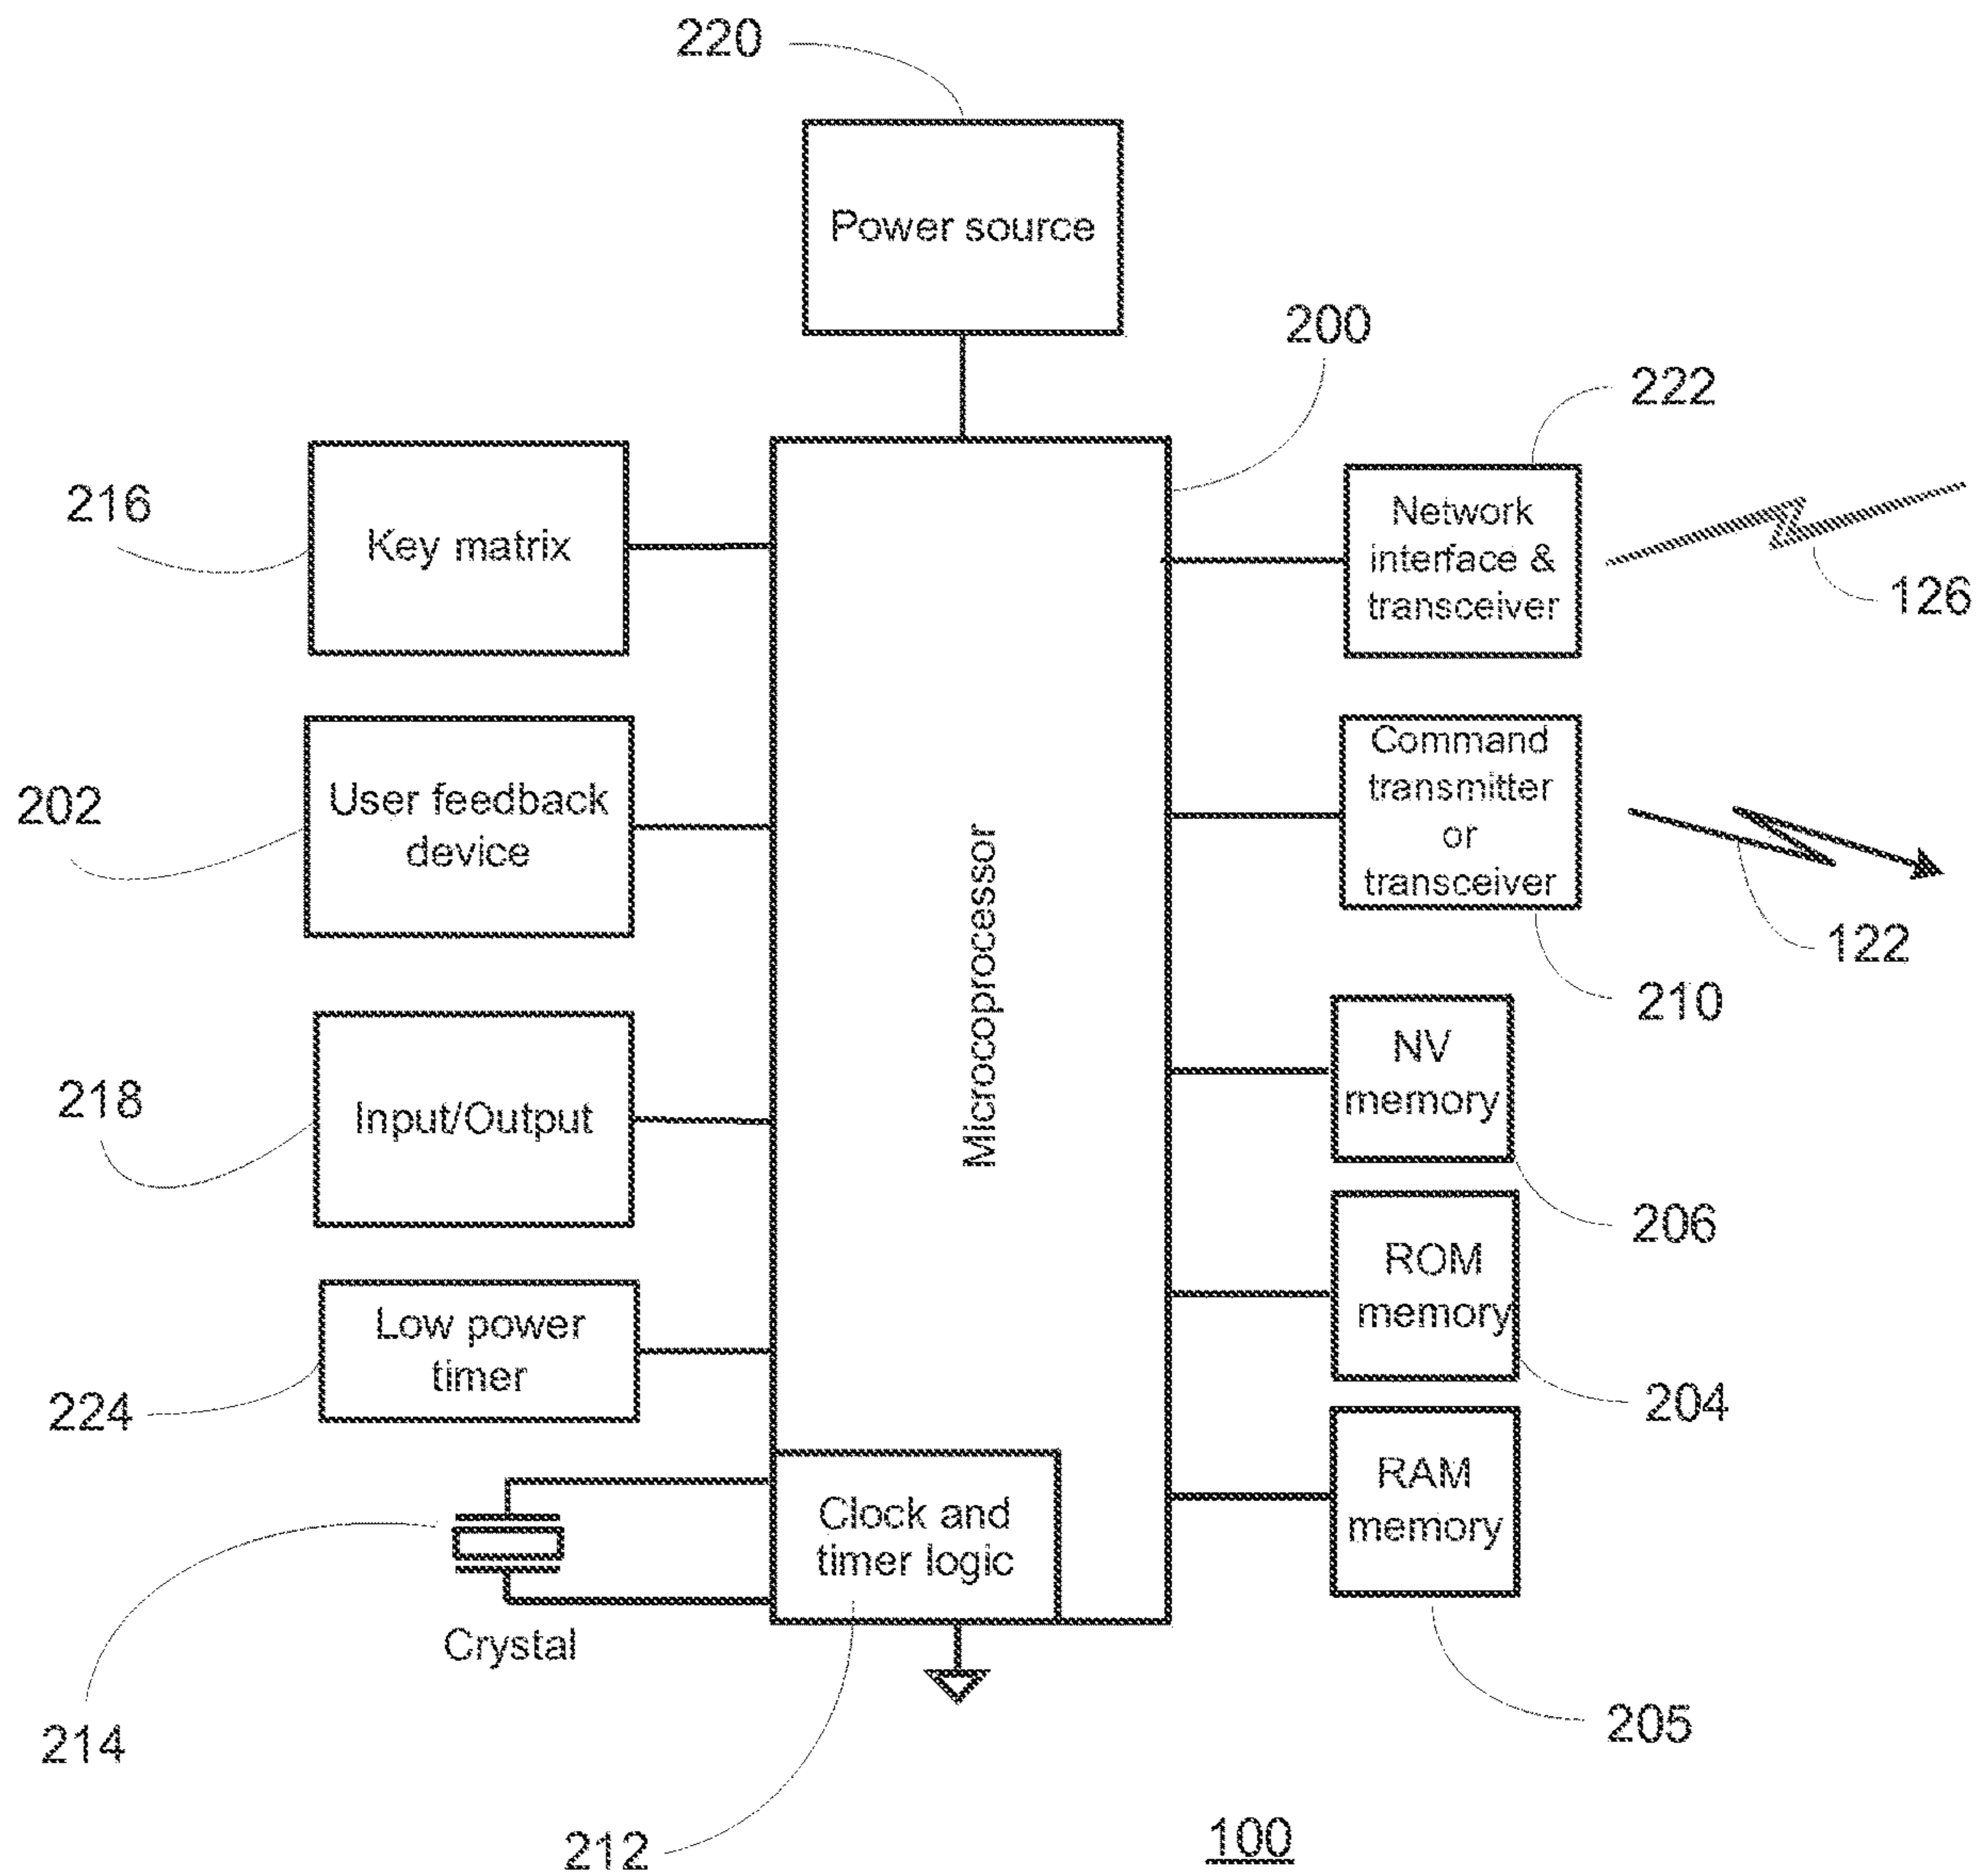 220
Power source
200
222
216
Key matrix
Network
interface &
transceiver
126
202
User feedback
device
Command
transmitter
or
transceiver
122
210
Microcoprocessor
218
Input/Output
NV
memory
206
224
Low power
timer
ROM
memory
204
214
Crystal
Clock and
timer logic
212
RAM
memory
205
100